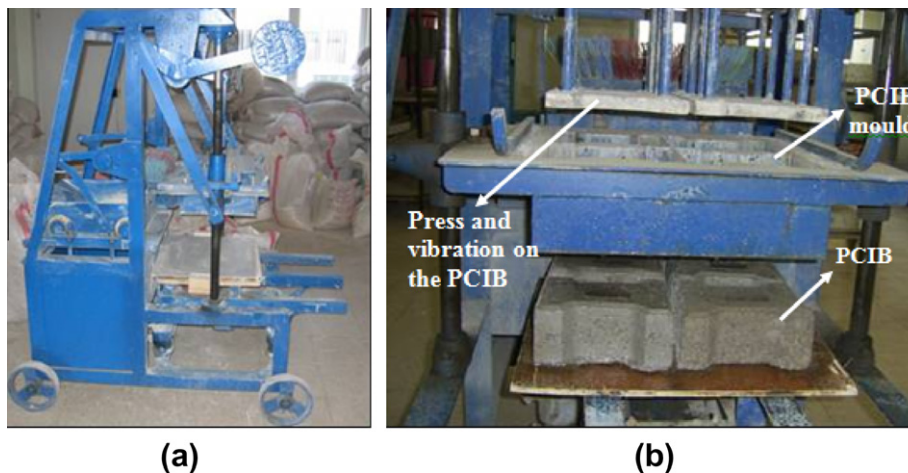 PCIB
mould
Press and
vibration on
the PCIB
PCIB
(a)
(b)